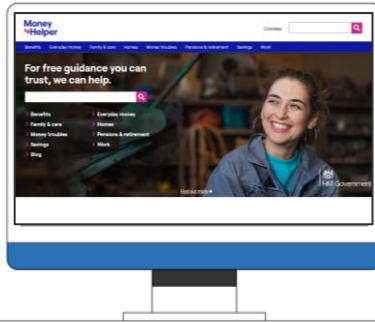 Money
Helper
Benefits Everyday money Family & care Homes Money troubles Pensions & retirement Savings Work
For free guidance you can
trust, we can help.
Benefits
Everyday money
Family & care
Homes
Money troubles
Pensions & retirement
Savings
Work
Blog
Find out more
HM Government